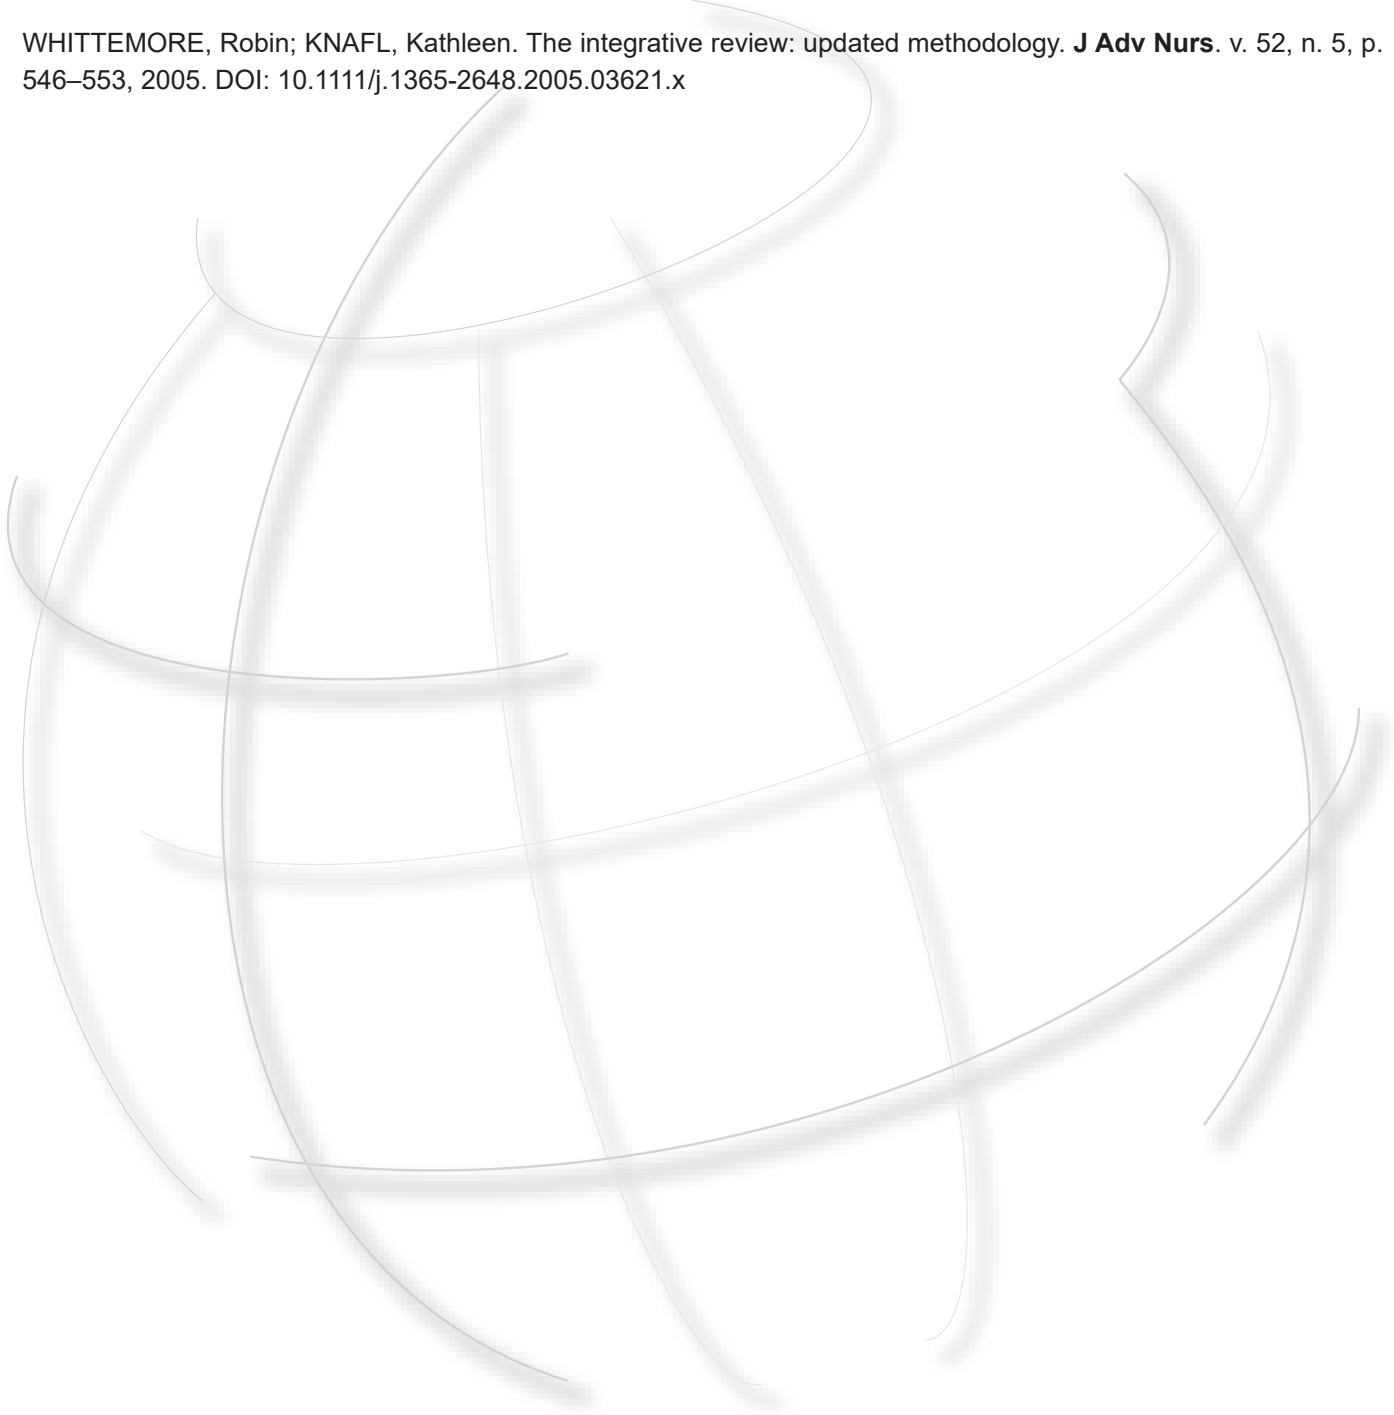 WHITTEMORE, Robin; KNAFL, Kathleen. The integrative review: updated methodology. J Adv Nurs. v. 52, n. 5, p.
546–553, 2005. DOI: 10.1111/j.1365-2648.2005.03621.x